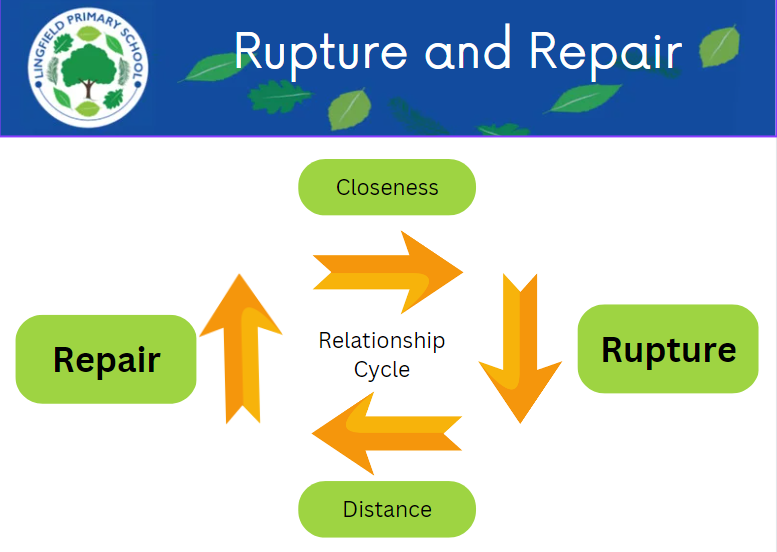 LINGFIELD PRIMARY SCHOOL
Rupture and Repair
Closeness
Repair
Relationship
Cycle
Rupture
Distance